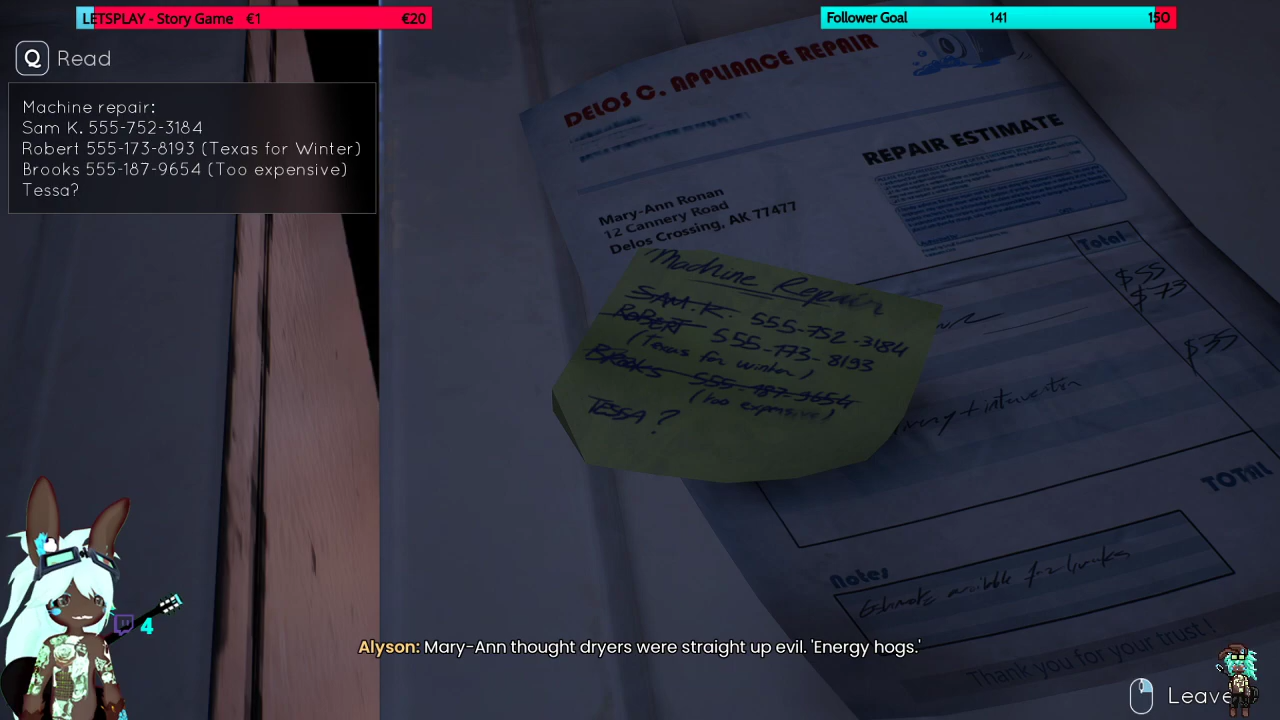 LETSPLAY - Story Game €1 €20
Follower Goal 141 150
Q Read
Machine repair:
Sam K. 555-752-3184
Robert 555-173-8193 (Texas for Winter)
Brooks 555-187-9654 (Too expensive)
Tessa?
DELOS C. APPLIANCE REPAIR
REPAIR ESTIMATE
Mary-Ann Ronan
12 Cannery Road
Delos Crossing, AK 77477
Total
$55
$73
$35
Machine Repair
SAM. K. 555-752-3184
ROBERT 555-173-8193
(Texas for winter)
BROOKS 555-187-9654
(too expensive)
TESSA?
TOTAL
Notes
Thank you for your trust!
4
Alyson: Mary-Ann thought dryers were straight up evil. 'Energy hogs.'
Leave